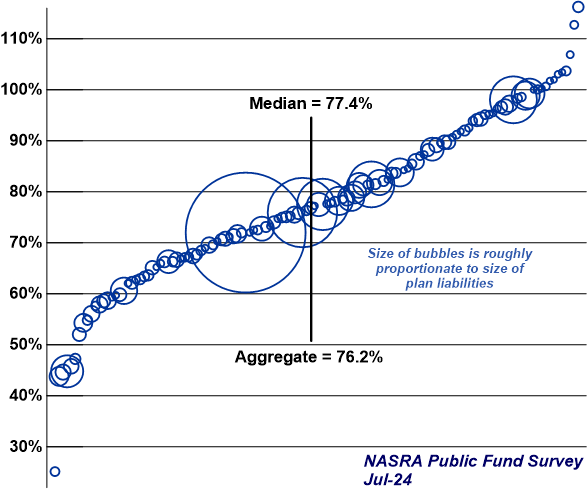 110%
100%
Median = 77.4%
90%
80%
70%
Size of bubbles is roughly
proportionate to size of
plan liabilities
60%
50%
Aggregate = 76.2%
40%
30%
NASRA Public Fund Survey
Jul-24